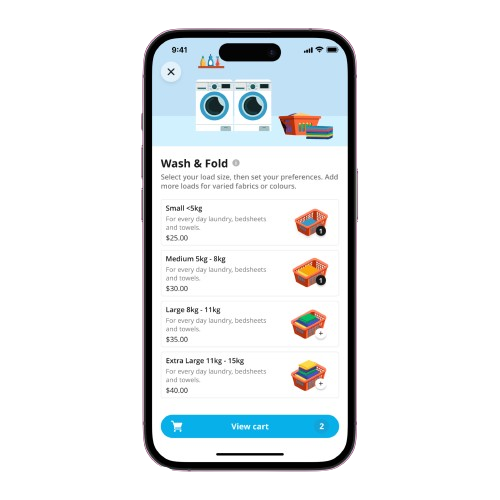 9:41
Wash & Fold
Select your load size, then set your preferences. Add
more loads for varied fabrics or colours.
Small <5kg
For every day laundry, bedsheets
and towels.
$25.00
1
Medium 5kg - 8kg
For every day laundry, bedsheets
and towels.
$30.00
1
Large 8kg - 11kg
For every day laundry, bedsheets
and towels.
$35.00
+
Extra Large 11kg - 15kg
For every day laundry, bedsheets
and towels.
$40.00
+
View cart 2